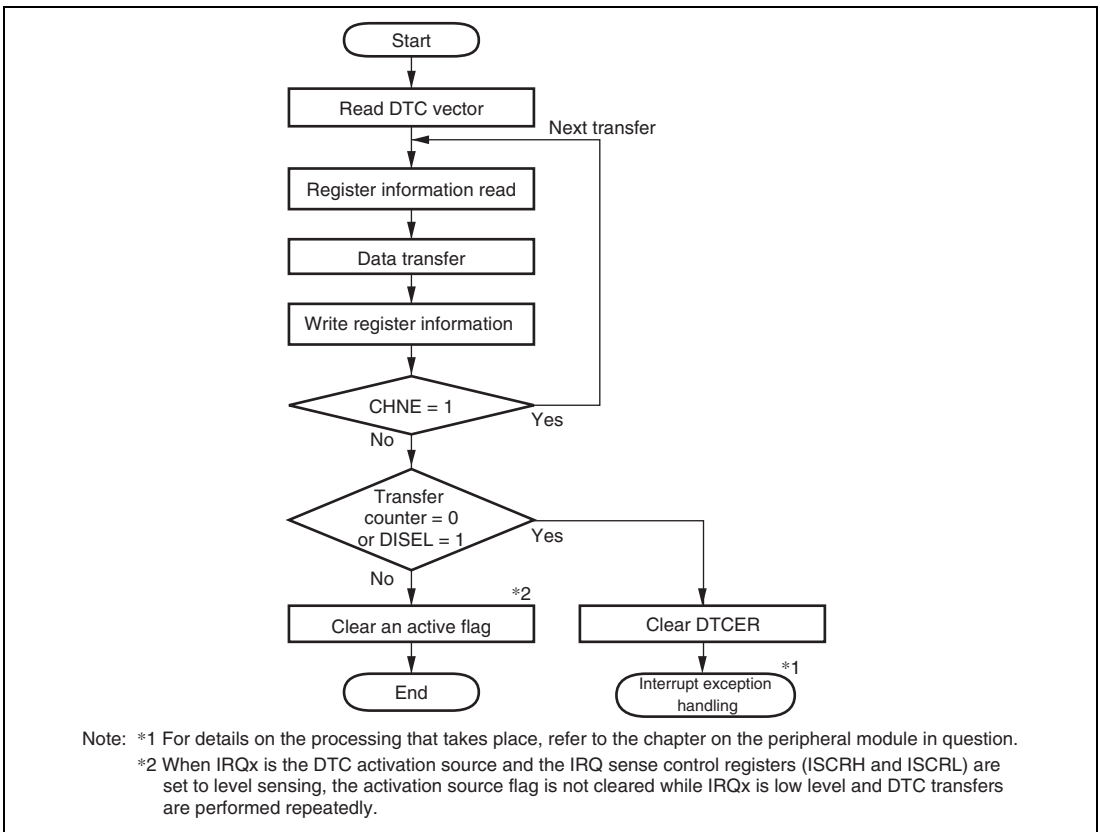 Start
Read DTC vector
Next transfer
Register information read
Data transfer
Write register information
CHNE = 1
Yes
No
Transfer
counter = 0
or DISEL = 1
Yes
No
*2
Clear an active flag
Clear DTCER
*1
End
Interrupt exception
handling
Note: *1 For details on the processing that takes place, refer to the chapter on the peripheral module in question.
*2 When IRQx is the DTC activation source and the IRQ sense control registers (ISCRH and ISCRL) are
set to level sensing, the activation source flag is not cleared while IRQx is low level and DTC transfers
are performed repeatedly.